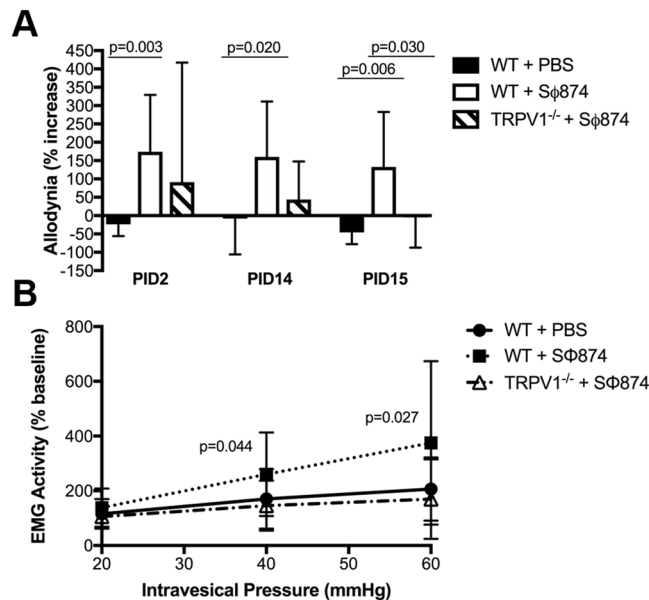 A
450
400
350
300
250
200
150
100
50
0
-50
-100
-150
Allodynia (% increase)
p=0.003
p=0.020
p=0.030
p=0.006
PID2
PID14
PID15
WT + PBS
WT + Sϕ874
TRPV1-/- + Sϕ874
B
800
600
400
200
0
EMG Activity (% baseline)
p=0.044
p=0.027
20
30
40
50
60
Intravesical Pressure (mmHg)
WT + PBS
WT + SΦ874
TRPV1-/- + SΦ874